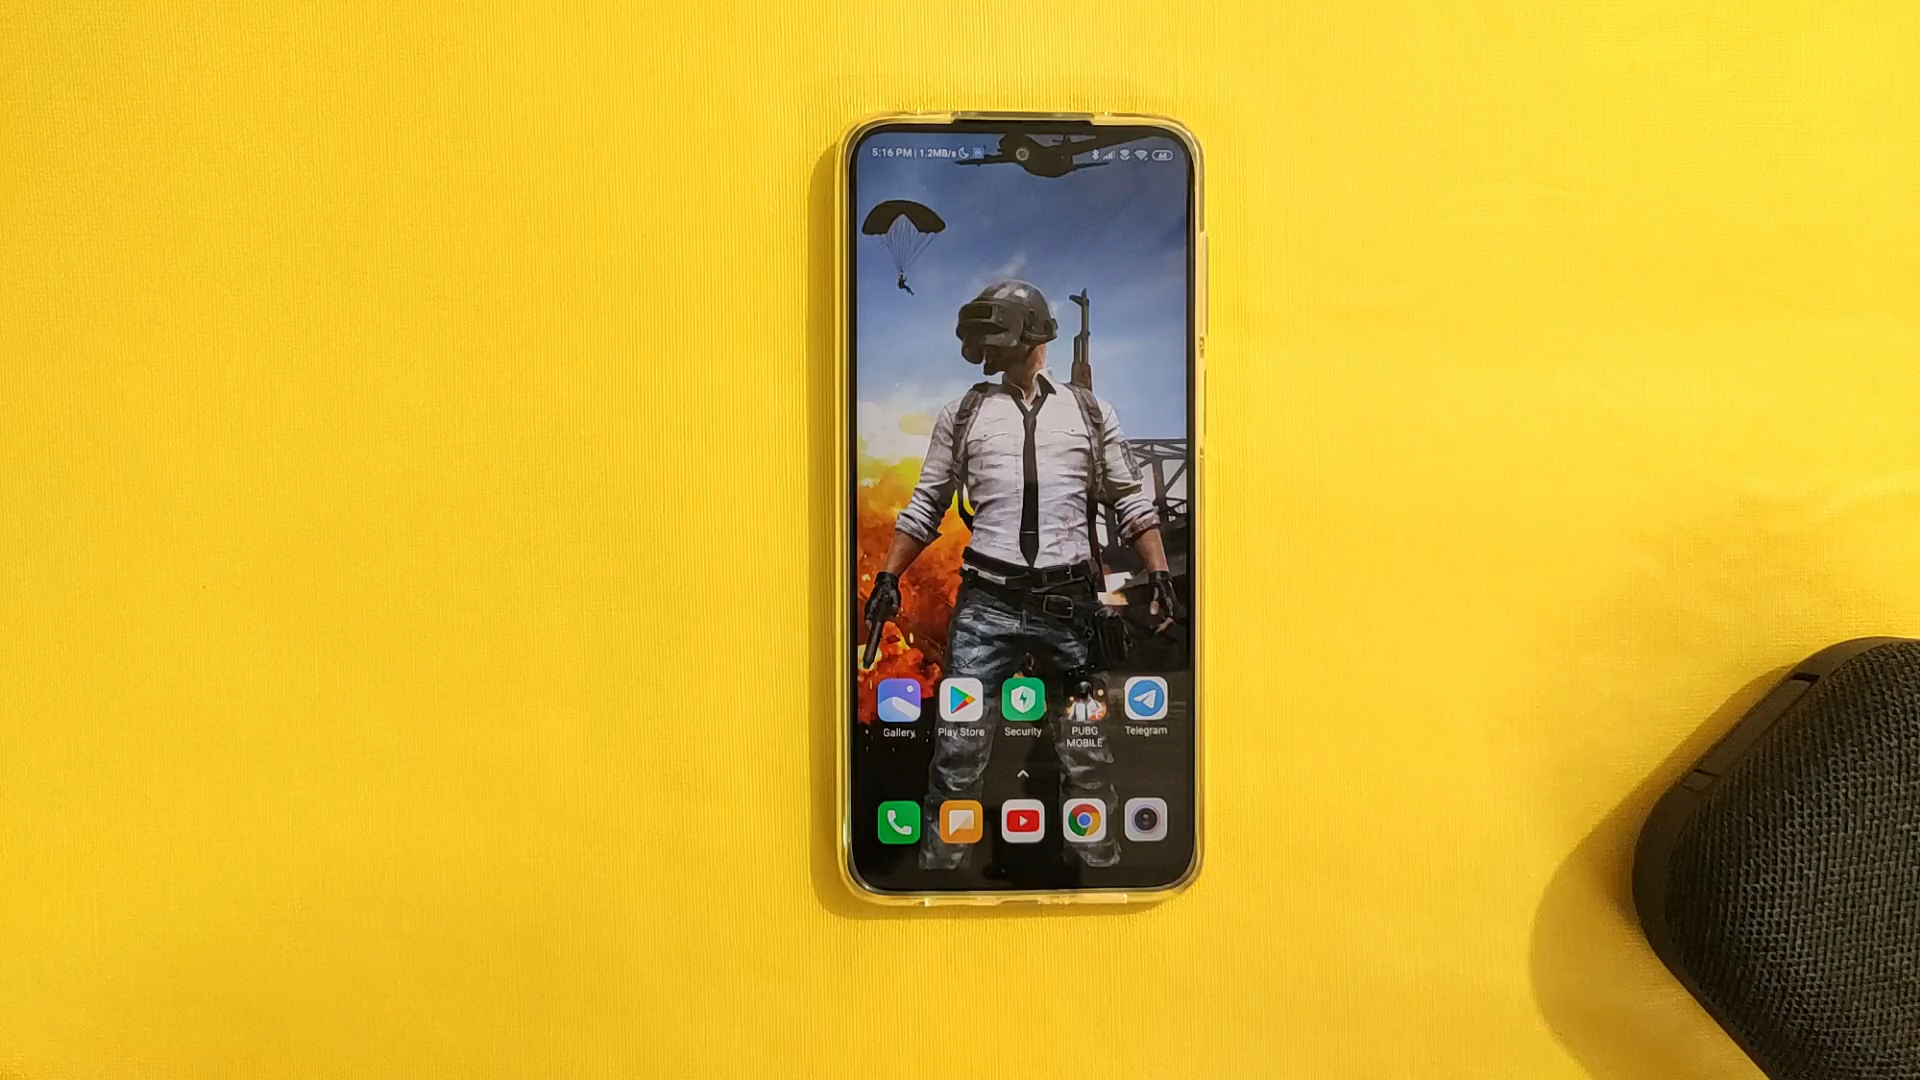 5:16 PM | 1.2MB/s
Gallery
Play Store
Security
PUBG
MOBILE
Telegram